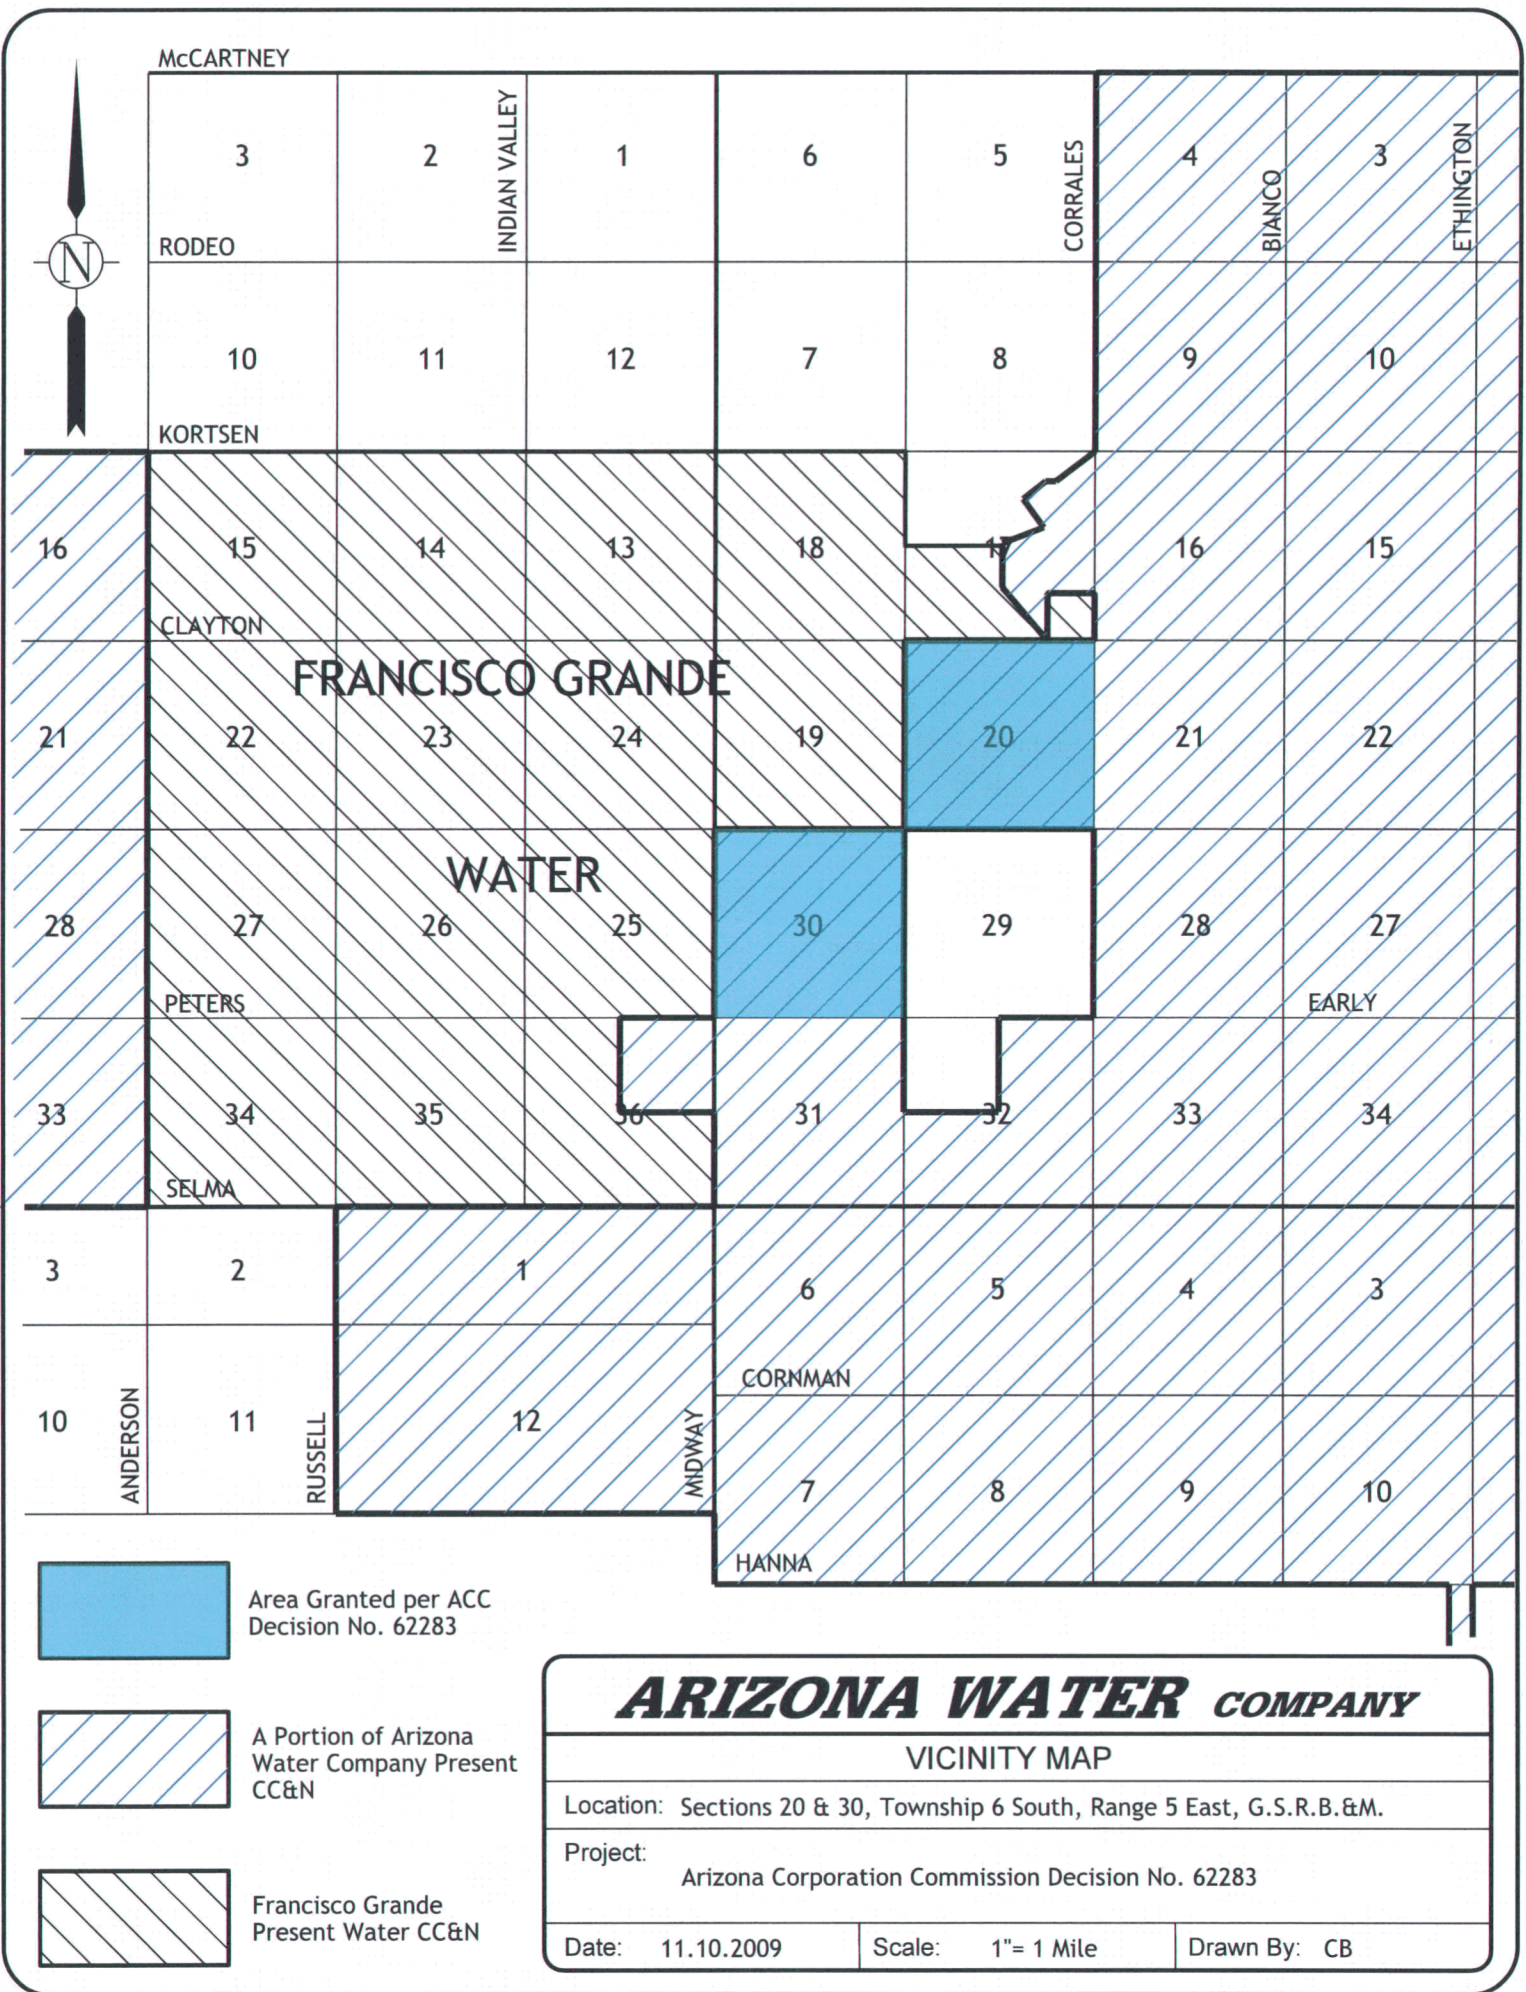 McCARTNEY
3
2
INDIAN VALLEY
1
6
5
CORRALES
4
BIANCO
3
ETHINGTON
N
RODEO
10
11
12
7
8
9
10
KORTSEN
16
15
14
13
18
17
16
15
CLAYTON
FRANCISCO GRANDE
21
22
23
24
19
20
21
22
WATER
28
27
26
25
30
29
28
27
PETERS
EARLY
33
34
35
36
31
32
33
34
SELMA
3
2
1
6
5
4
3
CORNMAN
10
ANDERSON
11
RUSSELL
12
MIDWAY
7
8
9
10
HANNA
Area Granted per ACC
Decision No. 62283
A Portion of Arizona
Water Company Present
CC&N
Francisco Grande
Present Water CC&N
ARIZONA WATER COMPANY
VICINITY MAP
Location: Sections 20 & 30, Township 6 South, Range 5 East, G.S.R.B.&M.
Project:
Arizona Corporation Commission Decision No. 62283
Date: 11.10.2009
Scale: 1"= 1 Mile
Drawn By: CB